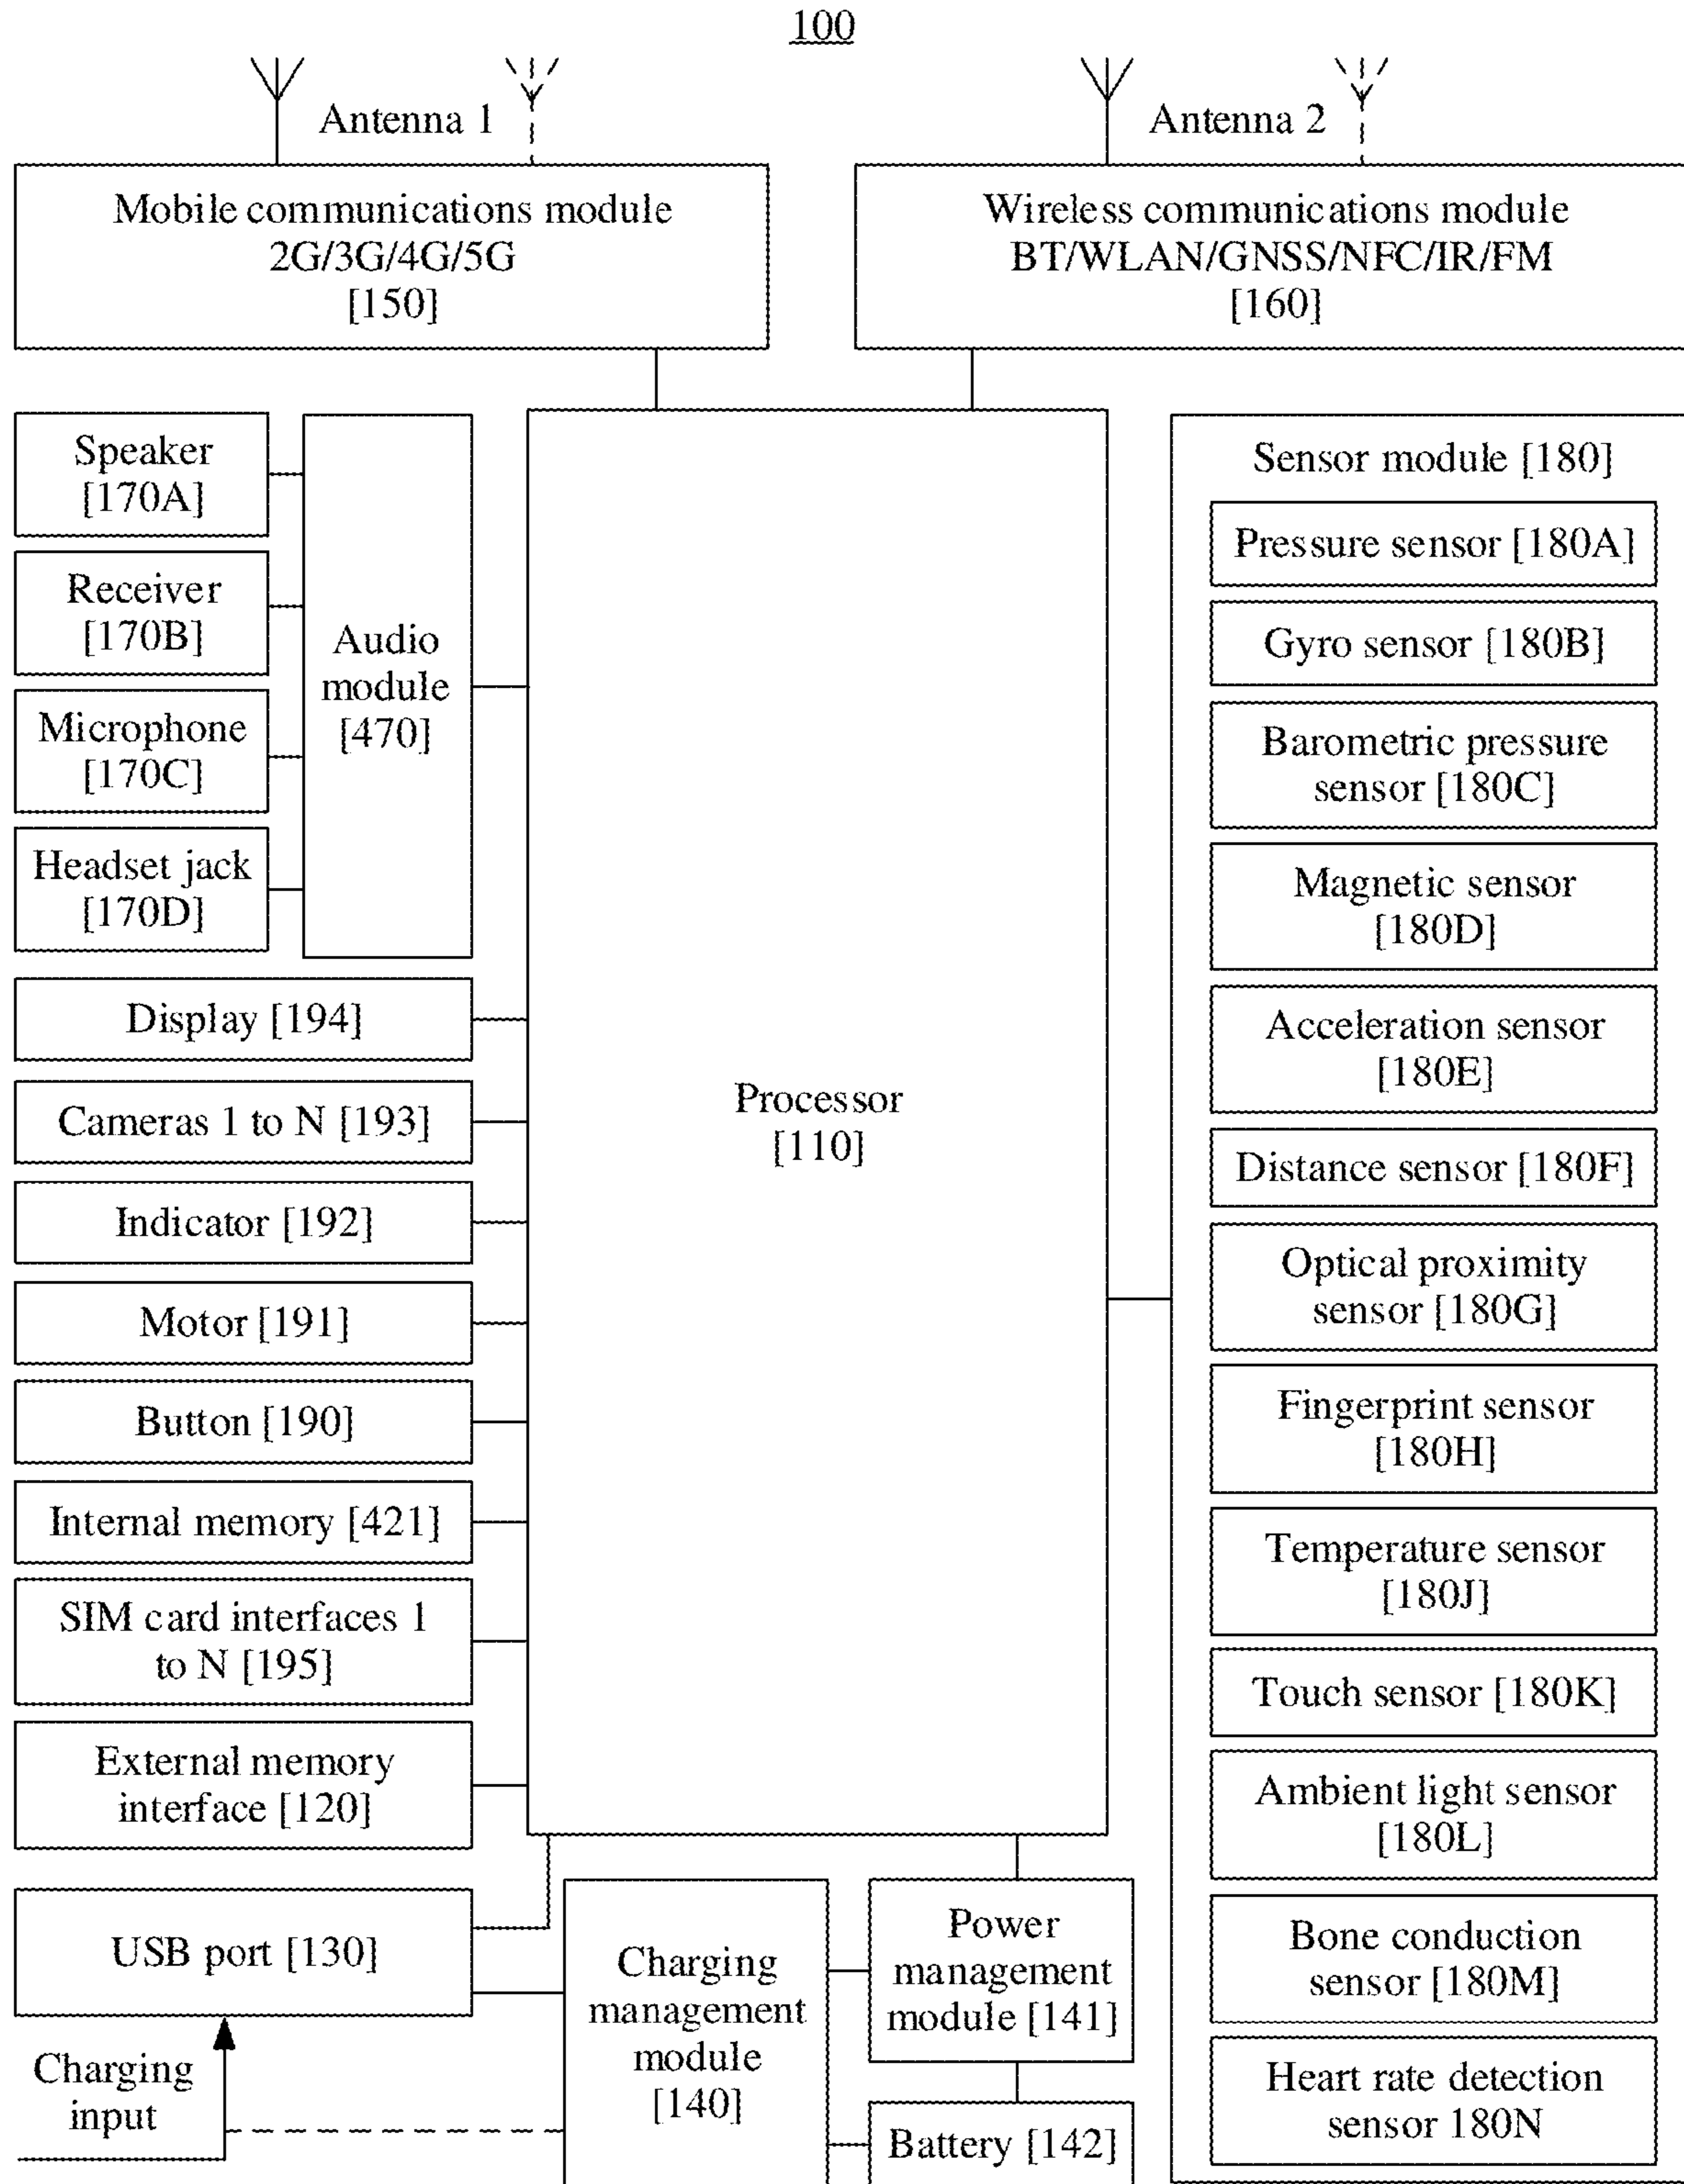 100
Antenna 1
Antenna 2
Mobile communications module
2G/3G/4G/5G
[150]
Wireless communications module
BT/WLAN/GNSS/NFC/IR/FM
[160]
Speaker
[170A]
Receiver
[170B]
Microphone
[170C]
Headset jack
[170D]
Audio
module
[470]
Display [194]
Cameras 1 to N [193]
Indicator [192]
Motor [191]
Button [190]
Internal memory [421]
SIM card interfaces 1
to N [195]
External memory
interface [120]
USB port [130]
Charging
input
Processor
[110]
Charging
management
module
[140]
Power
management
module [141]
Battery [142]
Sensor module [180]
Pressure sensor [180A]
Gyro sensor [180B]
Barometric pressure
sensor [180C]
Magnetic sensor
[180D]
Acceleration sensor
[180E]
Distance sensor [180F]
Optical proximity
sensor [180G]
Fingerprint sensor
[180H]
Temperature sensor
[180J]
Touch sensor [180K]
Ambient light sensor
[180L]
Bone conduction
sensor [180M]
Heart rate detection
sensor 180N